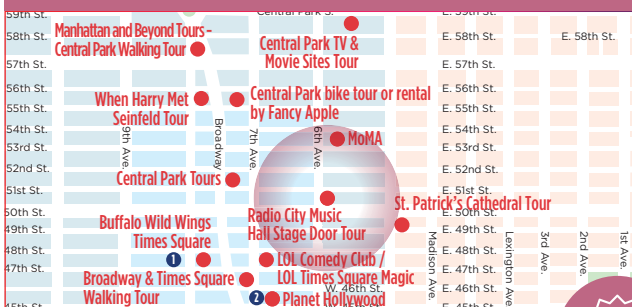 59th St.
Central Park S.
E. 59th St.
Manhattan and Beyond Tours –
Central Park Walking Tour
58th St.
Central Park TV &
Movie Sites Tour
E. 58th St.
E. 58th St.
57th St.
E. 57th St.
56th St.
E. 56th St.
When Harry Met
Seinfeld Tour
Central Park bike tour or rental
by Fancy Apple
55th St.
E. 55th St.
54th St.
E. 54th St.
9th Ave.
Broadway
7th Ave.
6th Ave.
MoMA
53rd St.
E. 53rd St.
52nd St.
E. 52nd St.
Central Park Tours
51st St.
E. 51st St.
St. Patrick's Cathedral Tour
50th St.
E. 50th St.
Radio City Music
Hall Stage Door Tour
Buffalo Wild Wings
Times Square
49th St.
E. 49th St.
Madison Ave.
Lexington Ave.
3rd Ave.
2nd Ave.
1st Ave.
48th St.
E. 48th St.
1
LOL Comedy Club /
LOL Times Square Magic
47th St.
E. 47th St.
Broadway & Times Square
Walking Tour
W. 46th St.
E. 46th St.
2
Planet Hollywood
45th St.
E. 45th St.